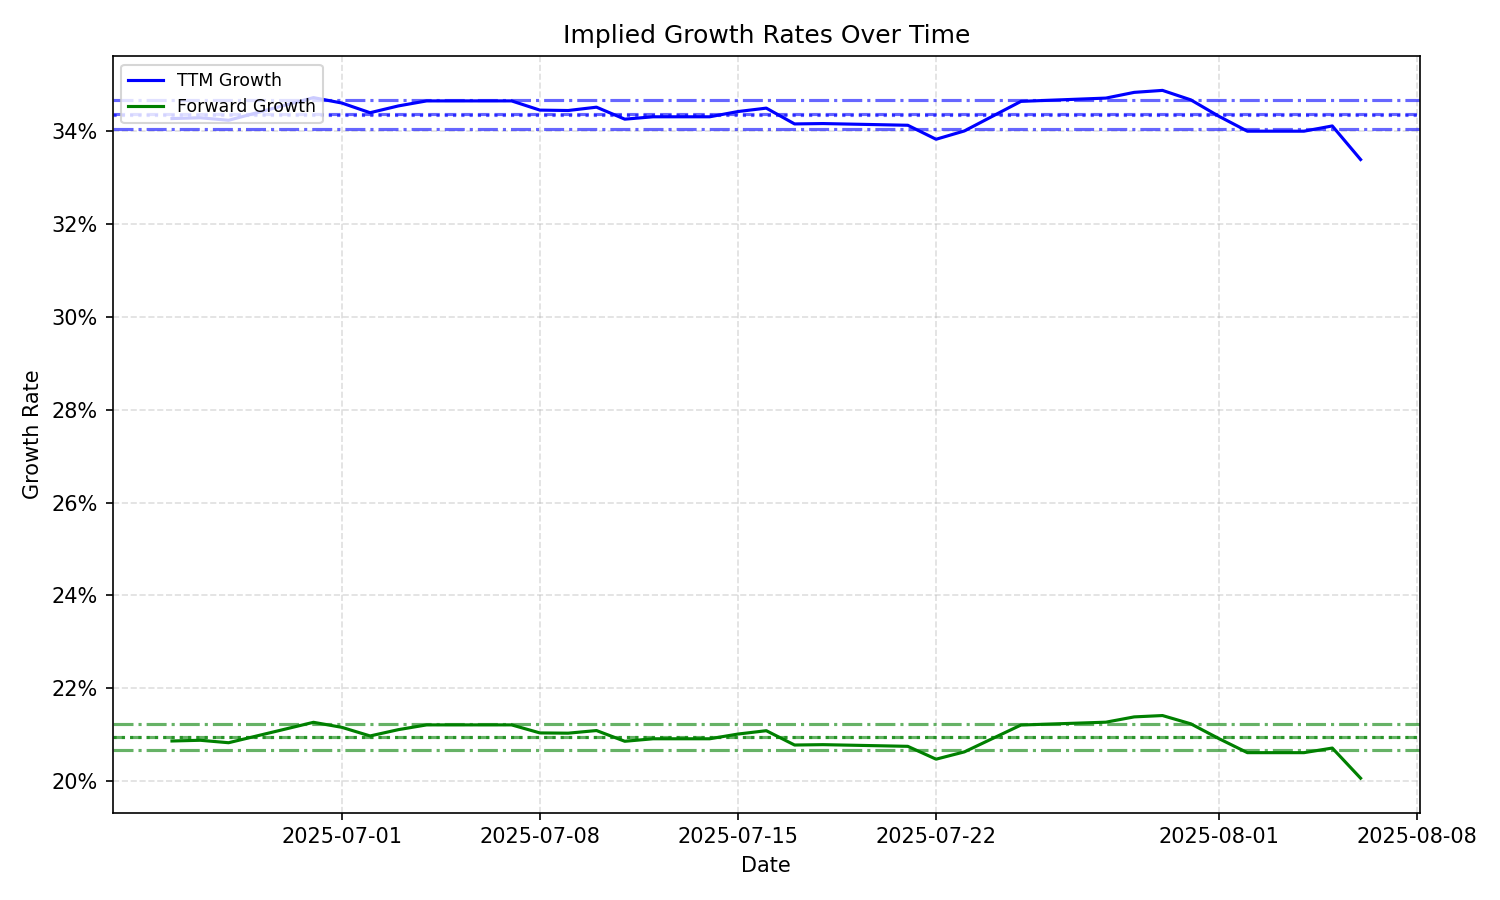 Implied Growth Rates Over Time
TTM Growth
Forward Growth
34%
32%
30%
28%
26%
24%
22%
20%
Growth Rate
2025-07-01
2025-07-08
2025-07-15
2025-07-22
2025-08-01
2025-08-08
Date